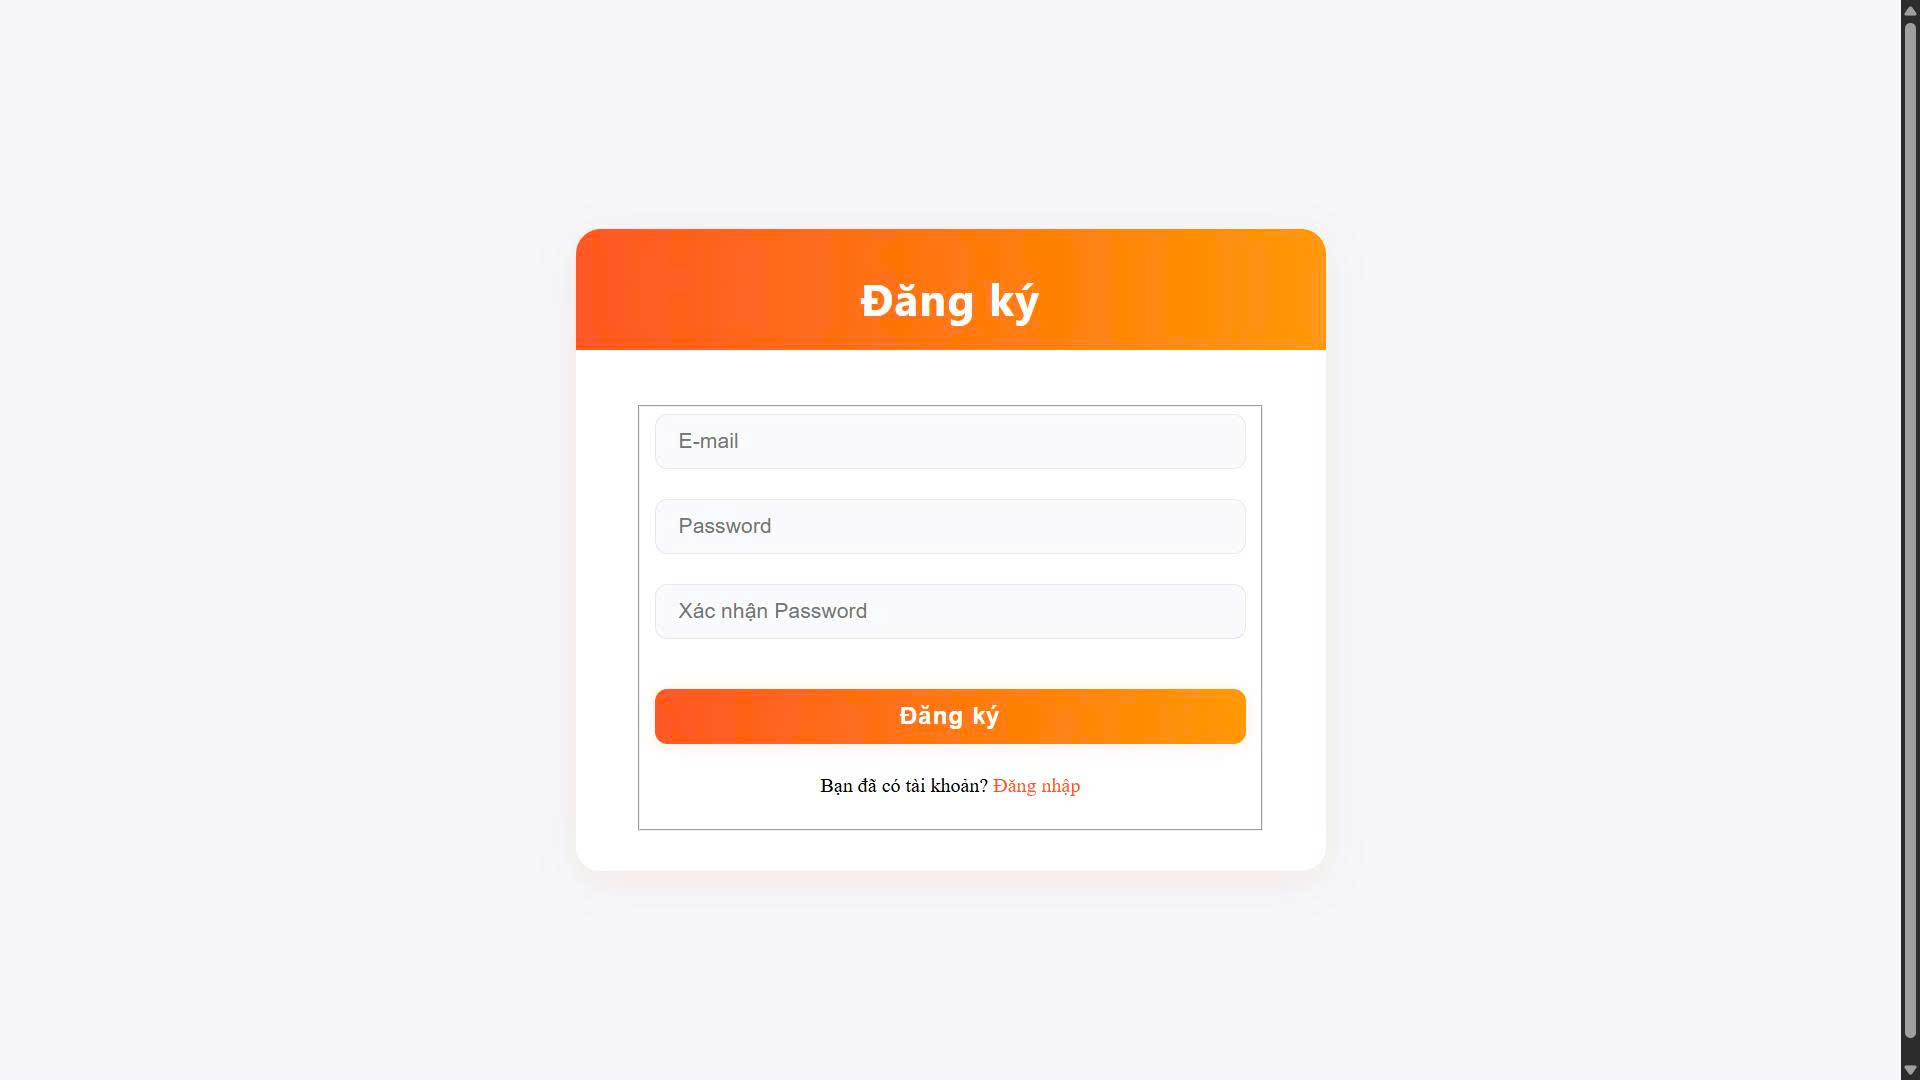 Đăng ký
E-mail
Password
Xác nhận Password
Đăng ký
Bạn đã có tài khoản? Đăng nhập